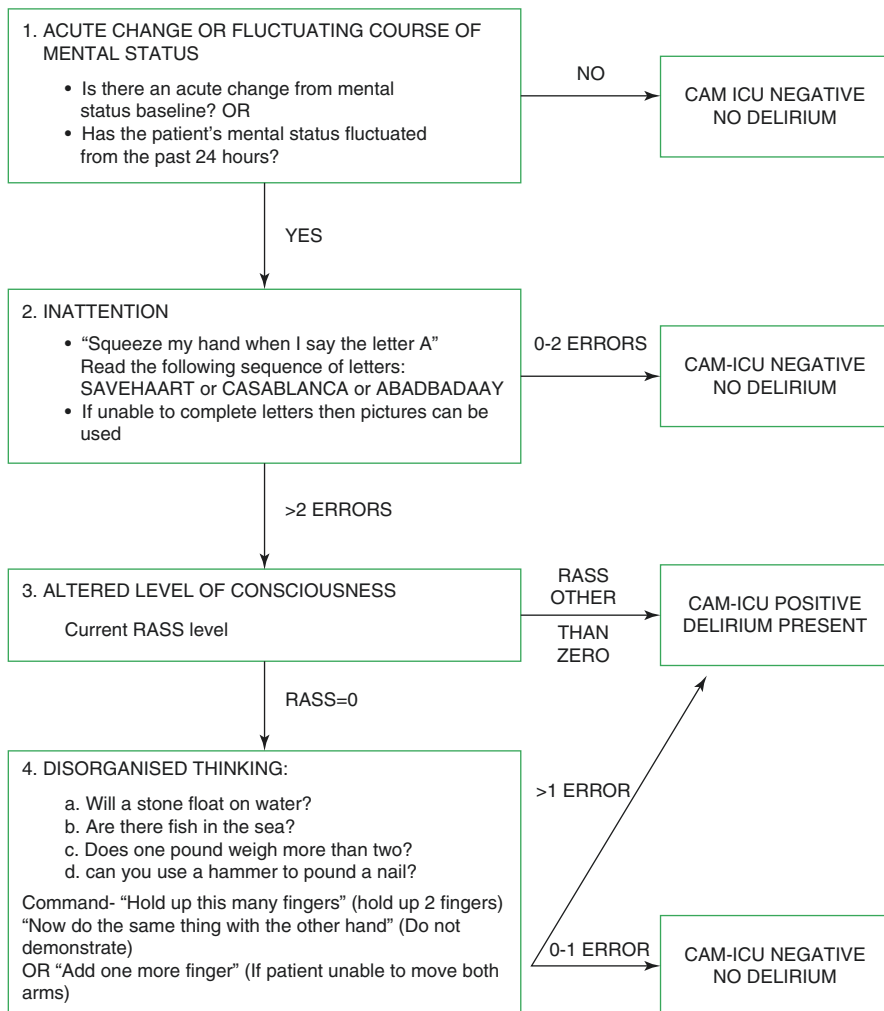 1. ACUTE CHANGE OR FLUCTUATING COURSE OF
MENTAL STATUS
• Is there an acute change from mental
status baseline? OR
• Has the patient’s mental status fluctuated
from the past 24 hours?
NO
CAM ICU NEGATIVE
NO DELIRIUM
YES
2. INATTENTION
• “Squeeze my hand when I say the letter A”
Read the following sequence of letters:
SAVEHAART or CASABLANCA or ABADBADAAY
• If unable to complete letters then pictures can be
used
0-2 ERRORS
CAM-ICU NEGATIVE
NO DELIRIUM
>2 ERRORS
3. ALTERED LEVEL OF CONSCIOUSNESS
Current RASS level
RASS
OTHER
THAN
ZERO
CAM-ICU POSITIVE
DELIRIUM PRESENT
RASS=0
4. DISORGANISED THINKING:
a. Will a stone float on water?
b. Are there fish in the sea?
c. Does one pound weigh more than two?
d. can you use a hammer to pound a nail?
Command- “Hold up this many fingers” (hold up 2 fingers)
“Now do the same thing with the other hand” (Do not
demonstrate)
OR “Add one more finger” (If patient unable to move both
arms)
>1 ERROR
0-1 ERROR
CAM-ICU NEGATIVE
NO DELIRIUM